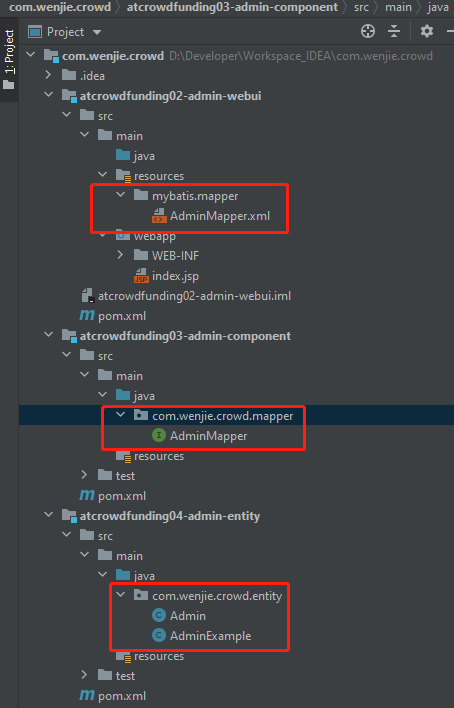 com.wenjie.crowd atcrowdfunding03-admin-component src main java
1: Project
Project
com.wenjie.crowd D:\Developer\Workspace_IDEA\com.wenjie.crowd
.idea
atcrowdfunding02-admin-webui
src
main
java
resources
mybatis.mapper
AdminMapper.xml
webapp
WEB-INF
index.jsp
atcrowdfunding02-admin-webui.iml
pom.xml
atcrowdfunding03-admin-component
src
main
java
com.wenjie.crowd.mapper
AdminMapper
resources
test
pom.xml
atcrowdfunding04-admin-entity
src
main
java
com.wenjie.crowd.entity
Admin
AdminExample
resources
test
pom.xml